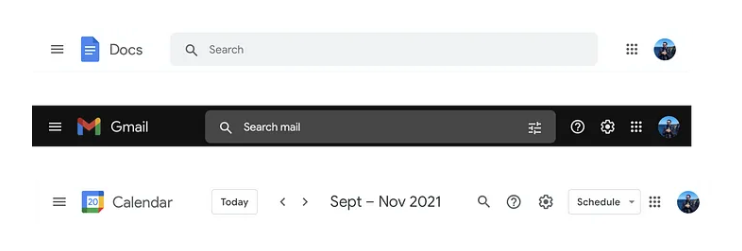 Docs Search
Gmail Search mail
20 Calendar Today Sept – Nov 2021 Schedule